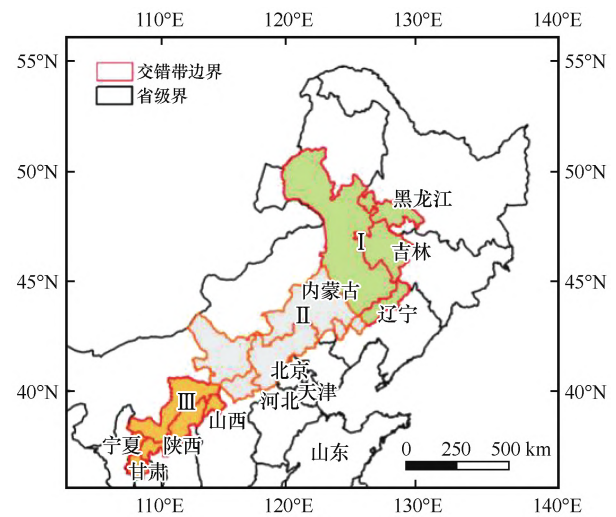 110°E 120°E 130°E 140°E
55°N 55°N
交错带边界
省级界
50°N 50°N
黑龙江
Ⅰ
吉林
45°N 45°N
内蒙古
Ⅱ
辽宁
北京
40°N 40°N
天津
河北
Ⅲ
山西
宁夏 陕西
山东
甘肃
0 250 500 km
110°E 120°E 130°E 140°E